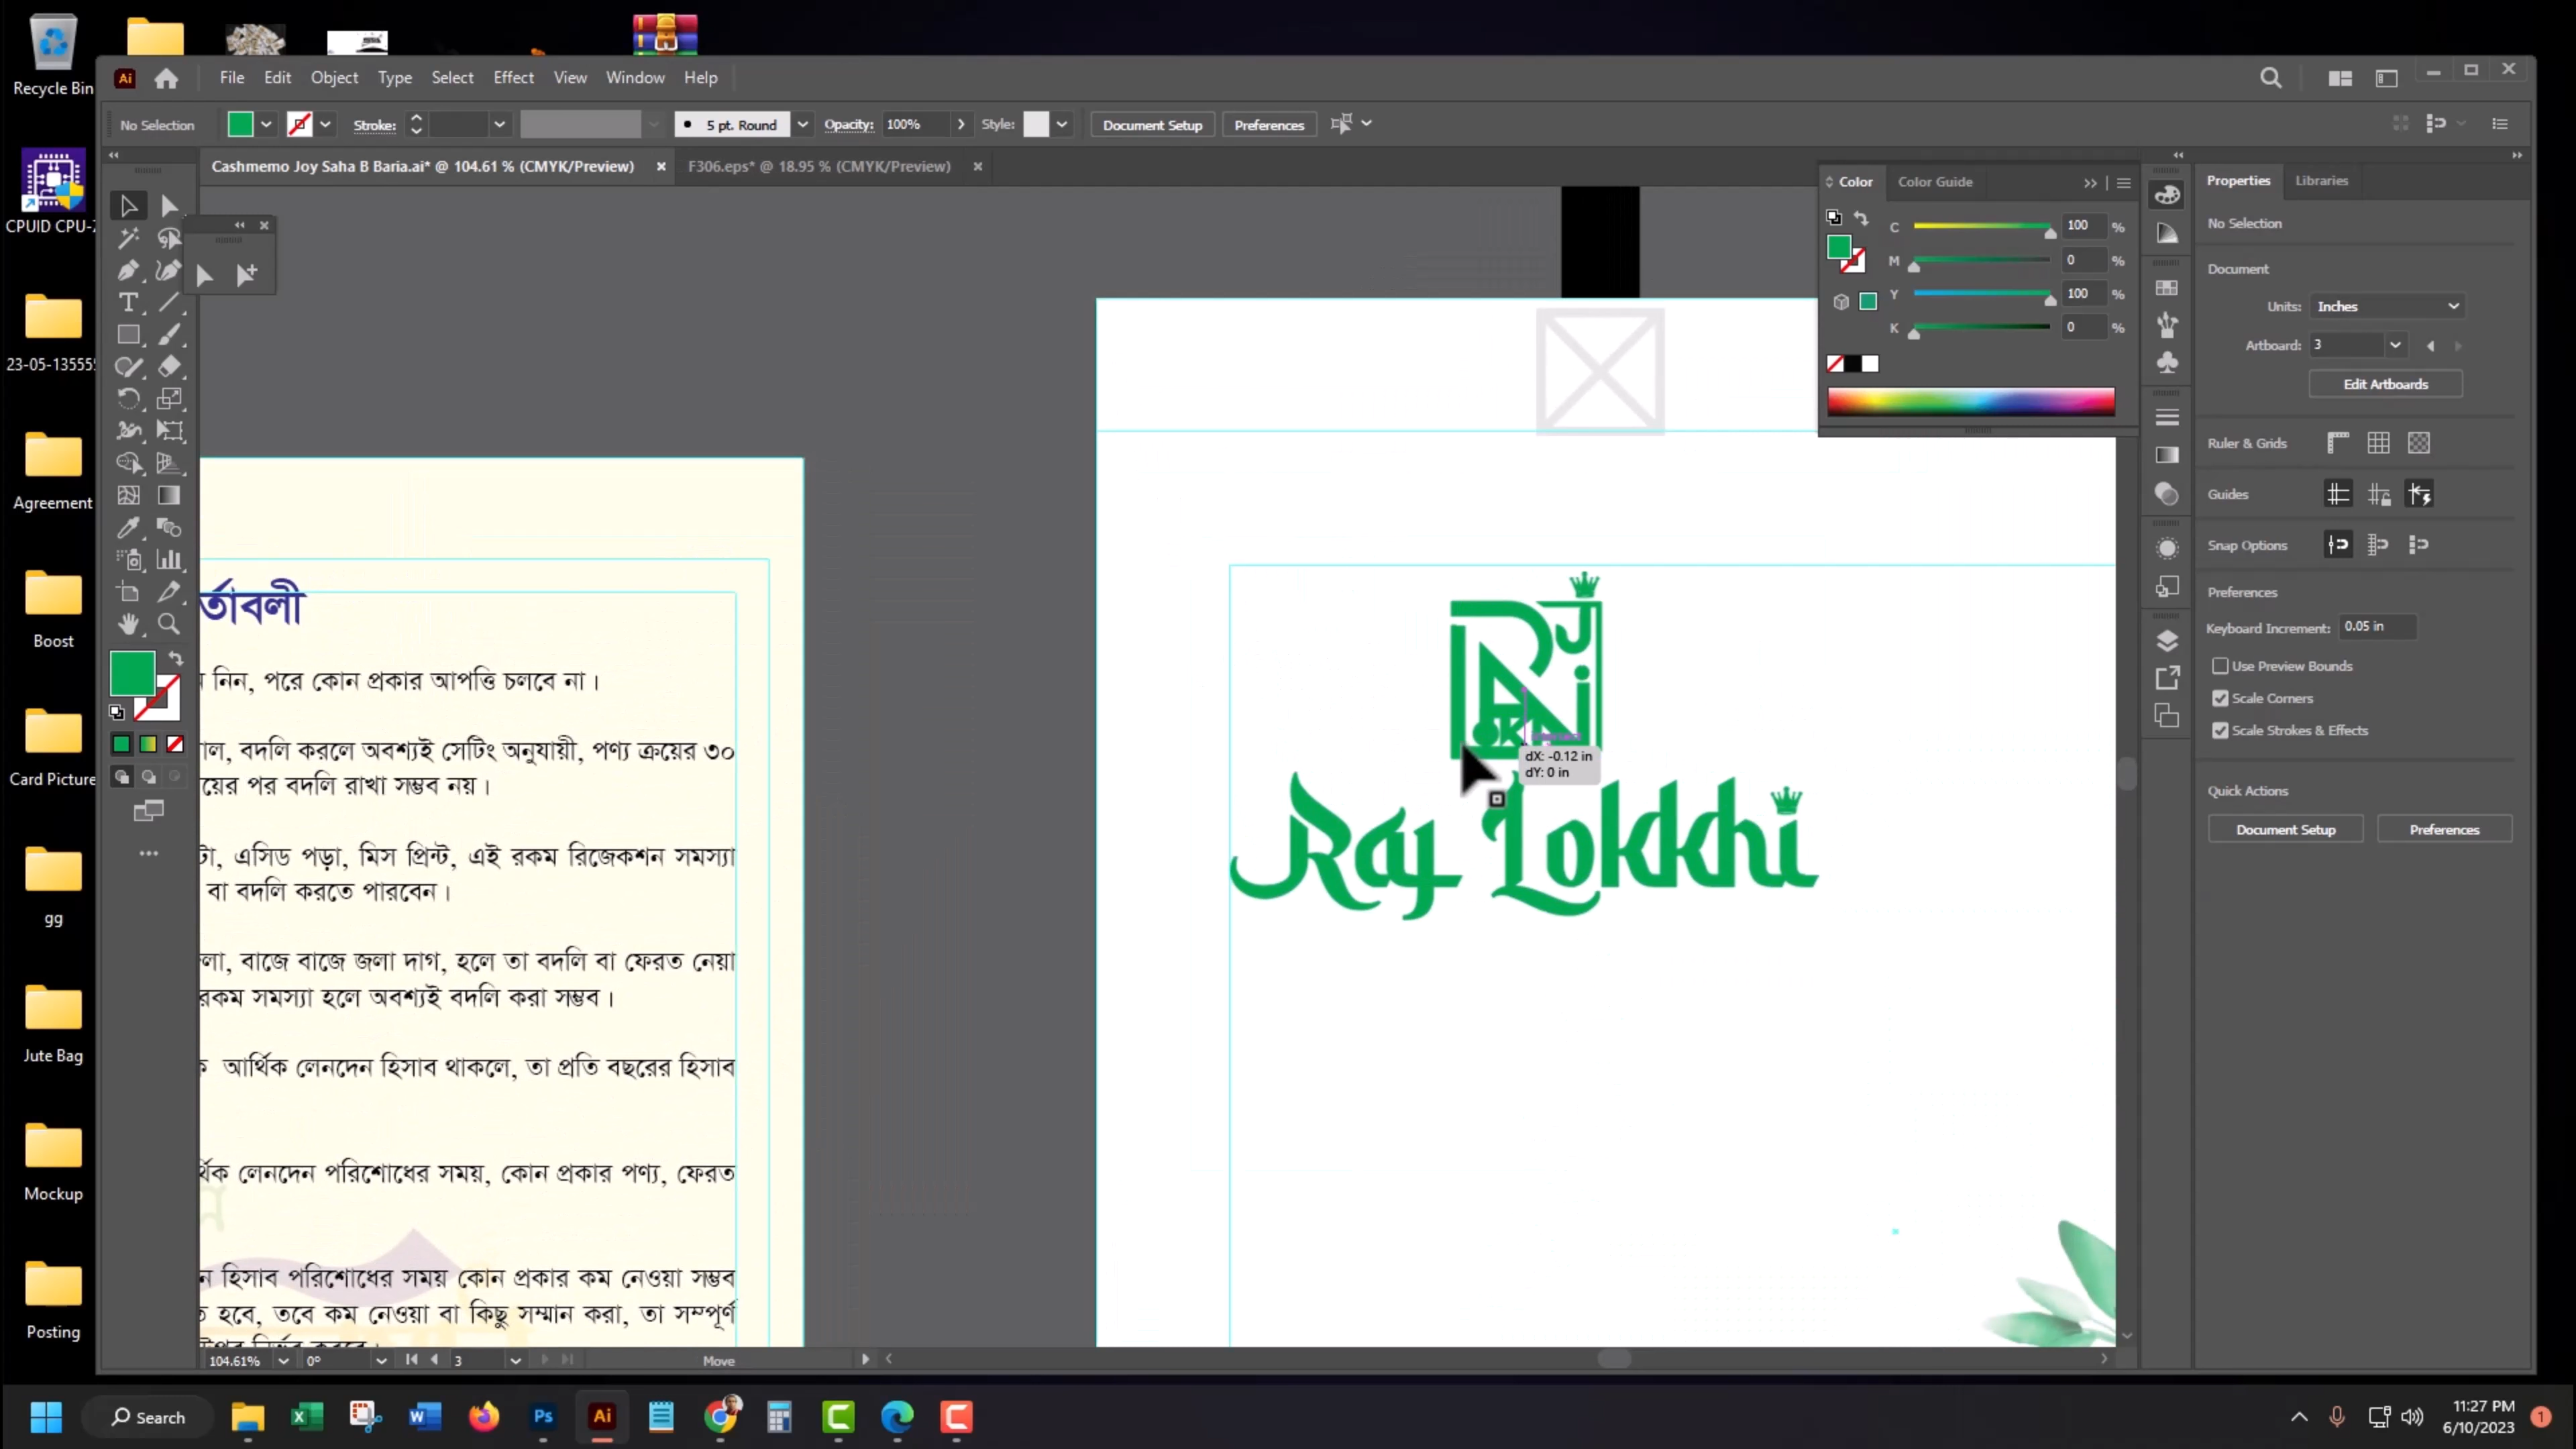 Recycle Bin
File Edit Object Type Select Effect View Window Help
No Selection Stroke: 5 pt. Round Opacity: 100% Style: Document Setup Preferences
Cashmemo Joy Saha B Baria.ai* @ 104.61 % (CMYK/Preview) F306.eps* @ 18.95 % (CMYK/Preview)
CPUID CPU-
23-05-13555
Agreement
Boost
Card Picture
gg
Jute Bag
Mockup
Posting
র্তাবলী
নিন, পরে কোন প্রকার আপত্তি চলবে না।
বদলি করলে অবশ্যই সেটিং অনুযায়ী, পণ্য ক্রয়ের ৩০
য়ের পর বদলি রাখা সম্ভব নয়।
এসিড পড়া, মিস প্রিন্ট, এই রকম রিজেকশন সমস্যা
বা বদলি করতে পারবেন।
বাজে বাজে জলা দাগ, হলে তা বদলি বা ফেরত নেয়া
রকম সমস্যা হলে অবশ্যই বদলি করা সম্ভব।
আর্থিক লেনদেন হিসাব থাকলে, তা প্রতি বছরের হিসাব
র্থিক লেনদেন পরিশোধের সময়, কোন প্রকার পণ্য, ফেরত
হিসাব পরিশোধের সময় কোন প্রকার কম নেওয়া সম্ভব
হবে, তবে কম নেওয়া বা কিছু সম্মান করা, তা সম্পূর্ণ
dX: -0.12 in
dY: 0 in
Raj Lokkhi
Color Color Guide
C 100 %
M 0 %
Y 100 %
K 0 %
Properties Libraries
No Selection
Document
Units: Inches
Artboard: 3
Edit Artboards
Ruler & Grids
Guides
Snap Options
Preferences
Keyboard Increment: 0.05 in
Use Preview Bounds
Scale Corners
Scale Strokes & Effects
Quick Actions
Document Setup Preferences
104.61% 0° 3 Move
Search
11:27 PM
6/10/2023
1